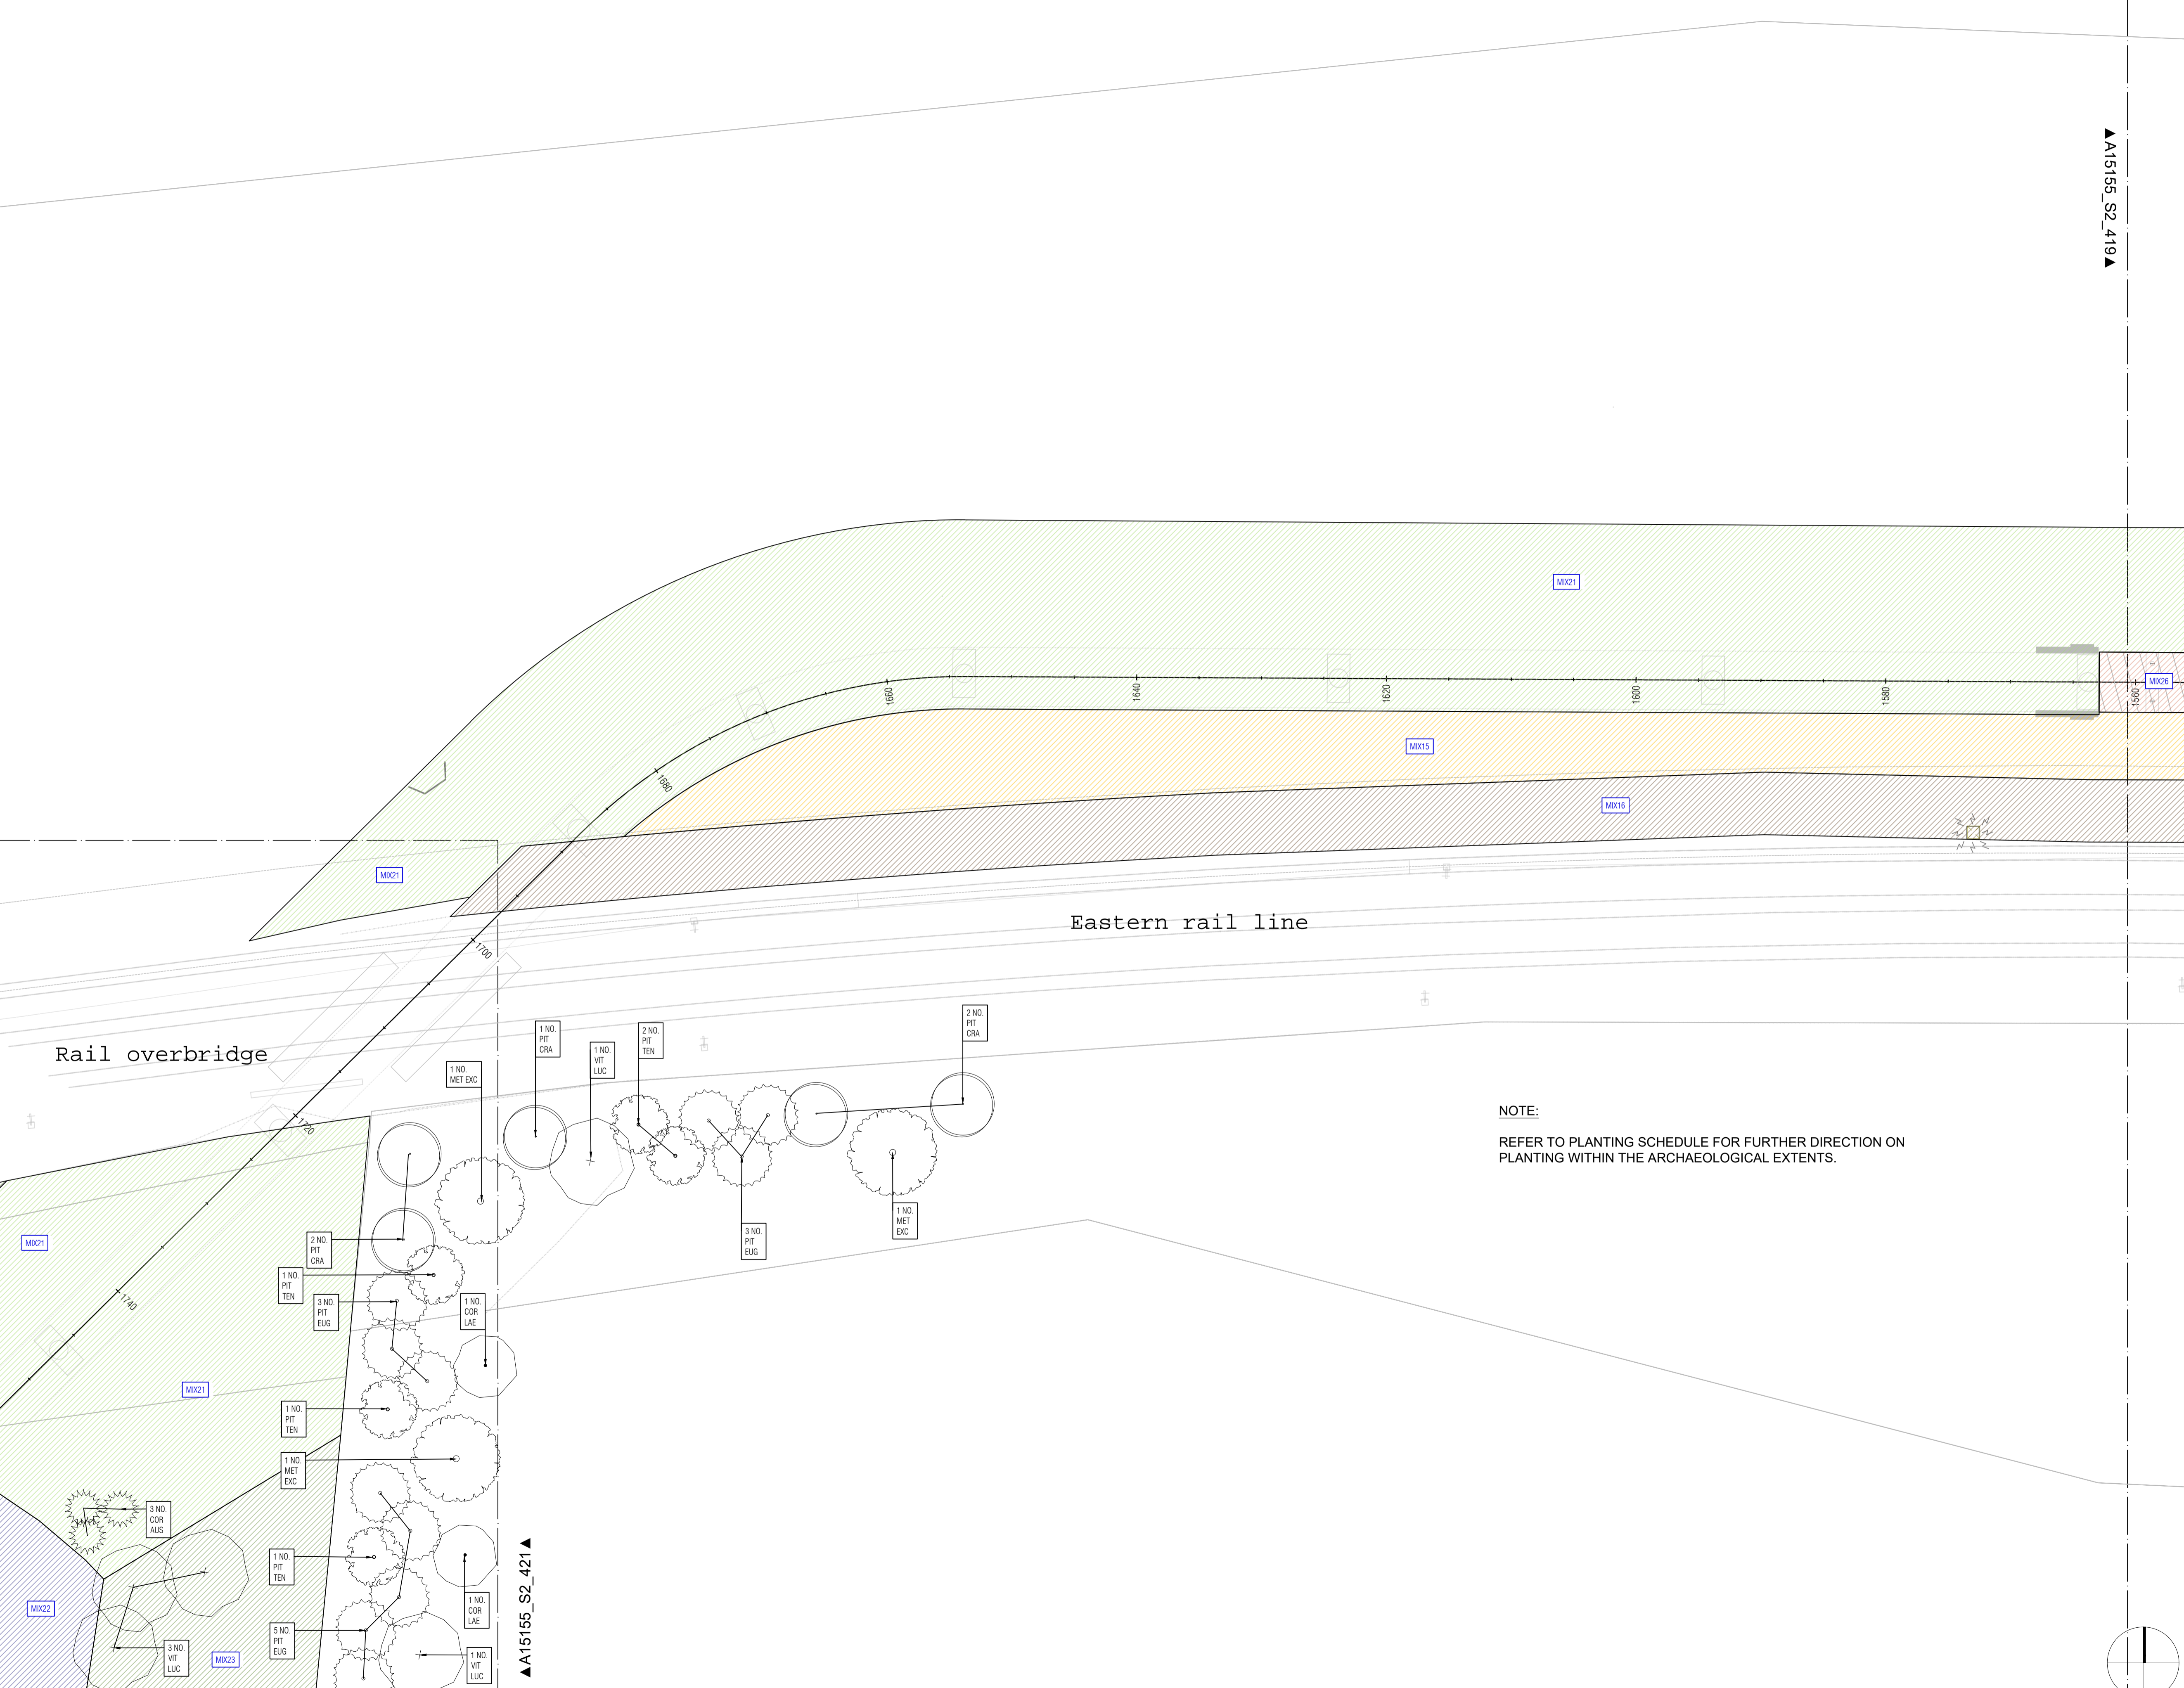 ▲A15155_S2_419▲
MIX21
1660
1640
1620
1600
1580
1560
MIX26
MIX15
1680
MIX16
MIX21
Eastern rail line
1700
Rail overbridge
1 NO.
MET EXC
1 NO.
PIT
CRA
1 NO.
VIT
LUC
2 NO.
PIT
TEN
2 NO.
PIT
CRA
1720
NOTE:
REFER TO PLANTING SCHEDULE FOR FURTHER DIRECTION ON
PLANTING WITHIN THE ARCHAEOLOGICAL EXTENTS.
3 NO.
PIT
EUG
1 NO.
MET
EXC
MIX21
2 NO.
PIT
CRA
1 NO.
PIT
TEN
1740
3 NO.
PIT
EUG
1 NO.
COR
LAE
MIX21
1 NO.
PIT
TEN
1 NO.
MET
EXC
3 NO.
COR
AUS
1 NO.
PIT
TEN
MIX22
1 NO.
COR
LAE
▲A15155_S2_421▲
5 NO.
PIT
EUG
3 NO.
VIT
LUC
MIX23
1 NO.
VIT
LUC